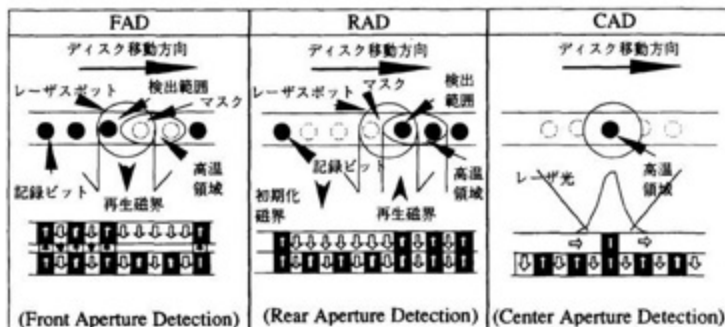 FAD
ディスク移動方向
レーザスポット
検出範囲
マスク
記録ビット
高温領域
再生磁界
(Front Aperture Detection)
RAD
ディスク移動方向
レーザスポット
マスク
検出範囲
記録ビット
高温領域
初期化磁界
再生磁界
(Rear Aperture Detection)
CAD
ディスク移動方向
高温領域
レーザ光
(Center Aperture Detection)